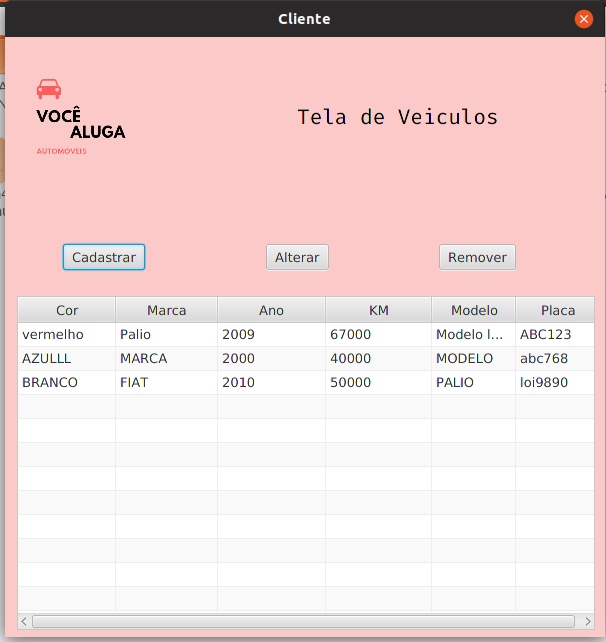 Cliente
VOCÊ
ALUGA
AUTOMOVEIS
Tela de Veiculos
Cadastrar Alterar Remover
Cor Marca Ano KM Modelo Placa
vermelho Palio 2009 67000 Modelo l... ABC123
AZULLL MARCA 2000 40000 MODELO abc768
BRANCO FIAT 2010 50000 PALIO loi9890